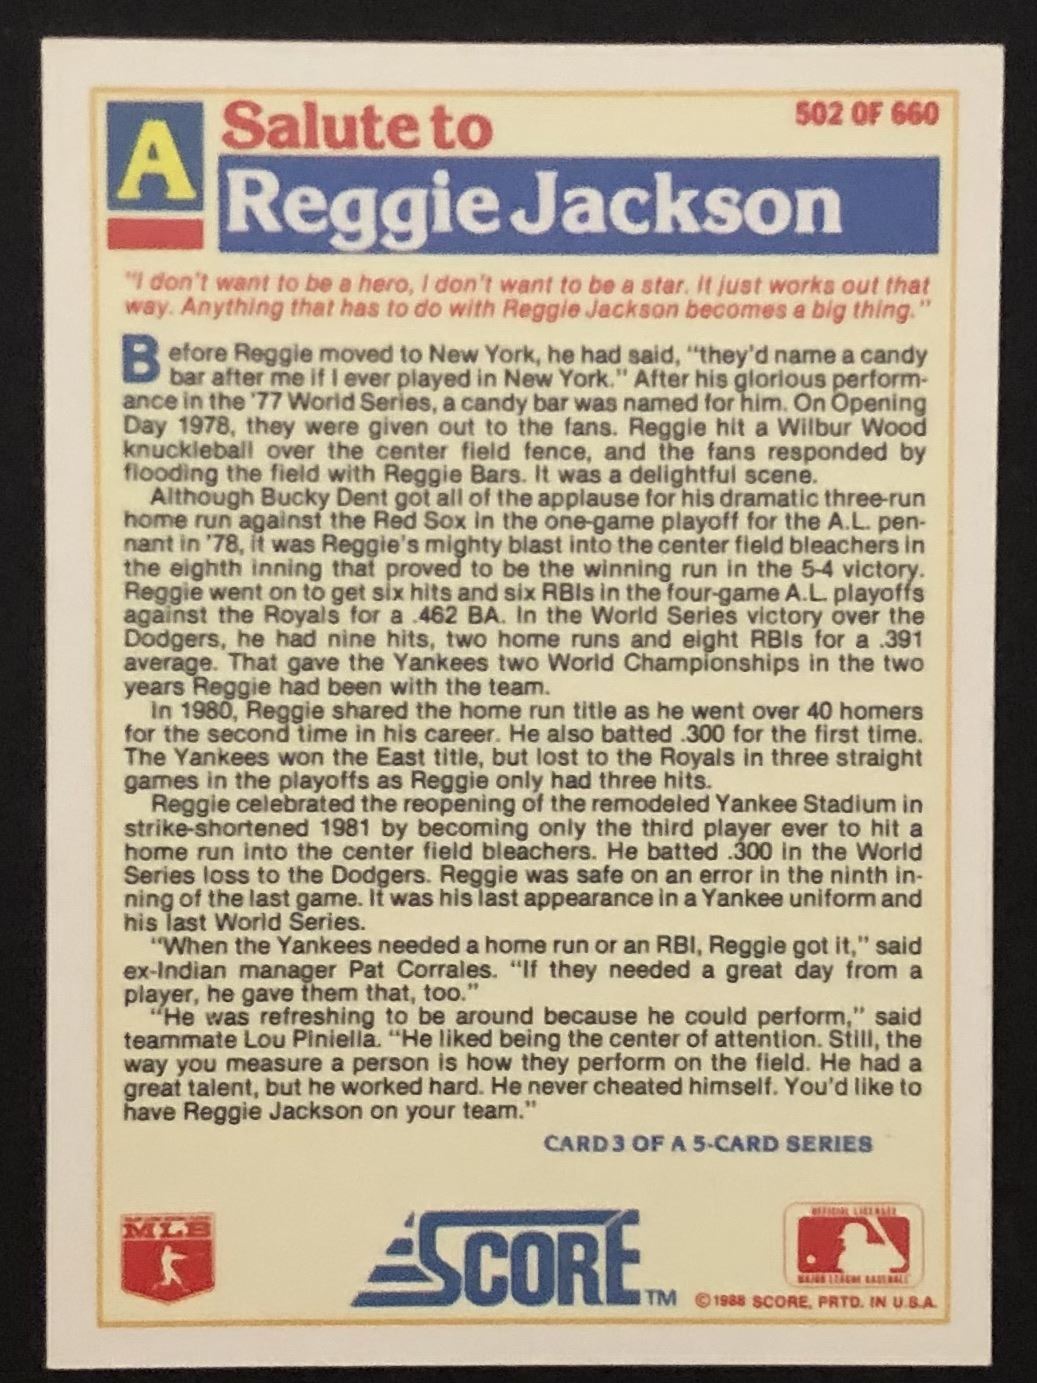 A
Salute to
502 OF 660
Reggie Jackson
"I don't want to be a hero, I don't want to be a star. It just works out that
way. Anything that has to do with Reggie Jackson becomes a big thing."
Before Reggie moved to New York, he had said, "they'd name a candy
bar after me if I ever played in New York." After his glorious perform-
ance in the '77 World Series, a candy bar was named for him. On Opening
Day 1978, they were given out to the fans. Reggie hit a Wilbur Wood
knuckleball over the center field fence, and the fans responded by
flooding the field with Reggie Bars. It was a delightful scene.
Although Bucky Dent got all of the applause for his dramatic three-run
home run against the Red Sox in the one-game playoff for the A.L. pen-
nant in '78, it was Reggie's mighty blast into the center field bleachers in
the eighth inning that proved to be the winning run in the 5-4 victory.
Reggie went on to get six hits and six RBIs in the four-game A.L. playoffs
against the Royals for a .462 BA. In the World Series victory over the
Dodgers, he had nine hits, two home runs and eight RBIs for a .391
average. That gave the Yankees two World Championships in the two
years Reggie had been with the team.
In 1980, Reggie shared the home run title as he went over 40 homers
for the second time in his career. He also batted .300 for the first time.
The Yankees won the East title, but lost to the Royals in three straight
games in the playoffs as Reggie only had three hits.
Reggie celebrated the reopening of the remodeled Yankee Stadium in
strike-shortened 1981 by becoming only the third player ever to hit a
home run into the center field bleachers. He batted .300 in the World
Series loss to the Dodgers. Reggie was safe on an error in the ninth in-
ning of the last game. It was his last appearance in a Yankee uniform and
his last World Series.
"When the Yankees needed a home run or an RBI, Reggie got it," said
ex-Indian manager Pat Corrales. "If they needed a great day from a
player, he gave them that, too."
"He was refreshing to be around because he could perform," said
teammate Lou Piniella. "He liked being the center of attention. Still, the
way you measure a person is how they perform on the field. He had a
great talent, but he worked hard. He never cheated himself. You'd like to
have Reggie Jackson on your team."
CARD 3 OF A 5-CARD SERIES
MLB
SCORE™
OFFICIAL LICENSEE
MAJOR LEAGUE BASEBALL
©1988 SCORE, PRTD. IN U.S.A.